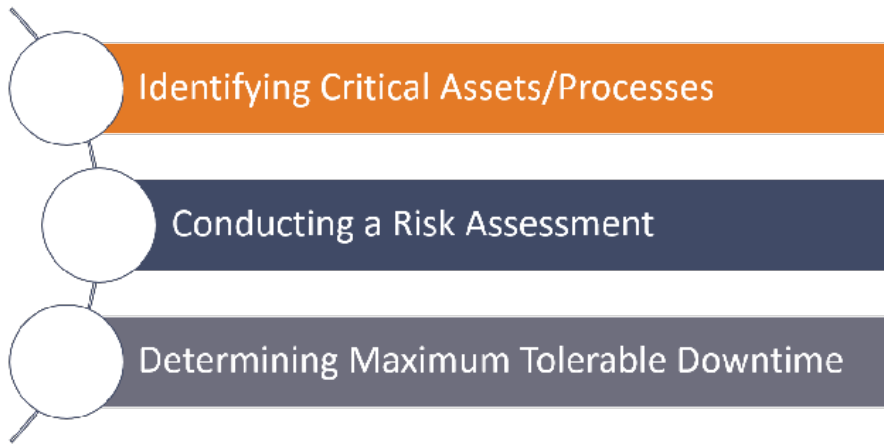 Identifying Critical Assets/Processes
Conducting a Risk Assessment
Determining Maximum Tolerable Downtime